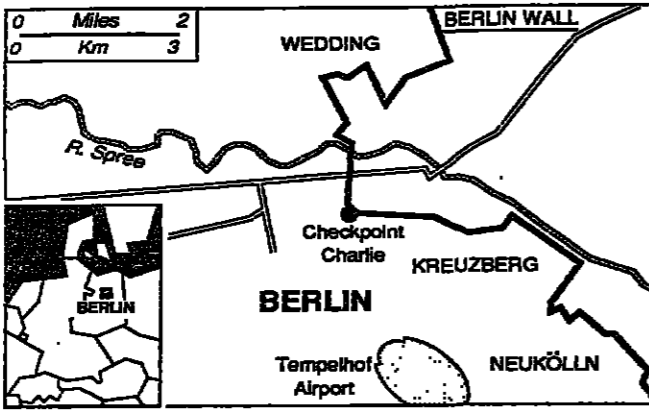 0 Miles 2
0 Km 3
BERLIN WALL
WEDDING
R. Spree
Checkpoint
Charlie
KREUZBERG
BERLIN
BERLIN
Tempelhof
Airport
NEUKÖLLN